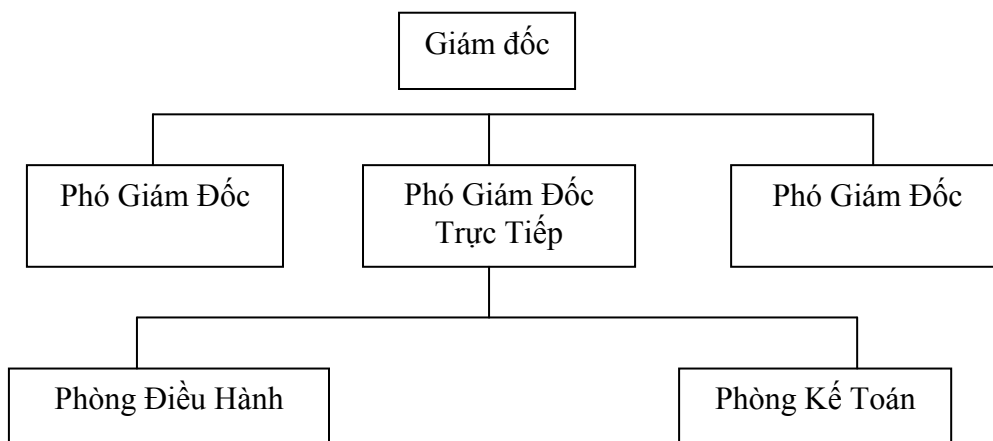 Giám đốc
Phó Giám Đốc
Phó Giám Đốc
Trực Tiếp
Phó Giám Đốc
Phòng Điều Hành
Phòng Kế Toán